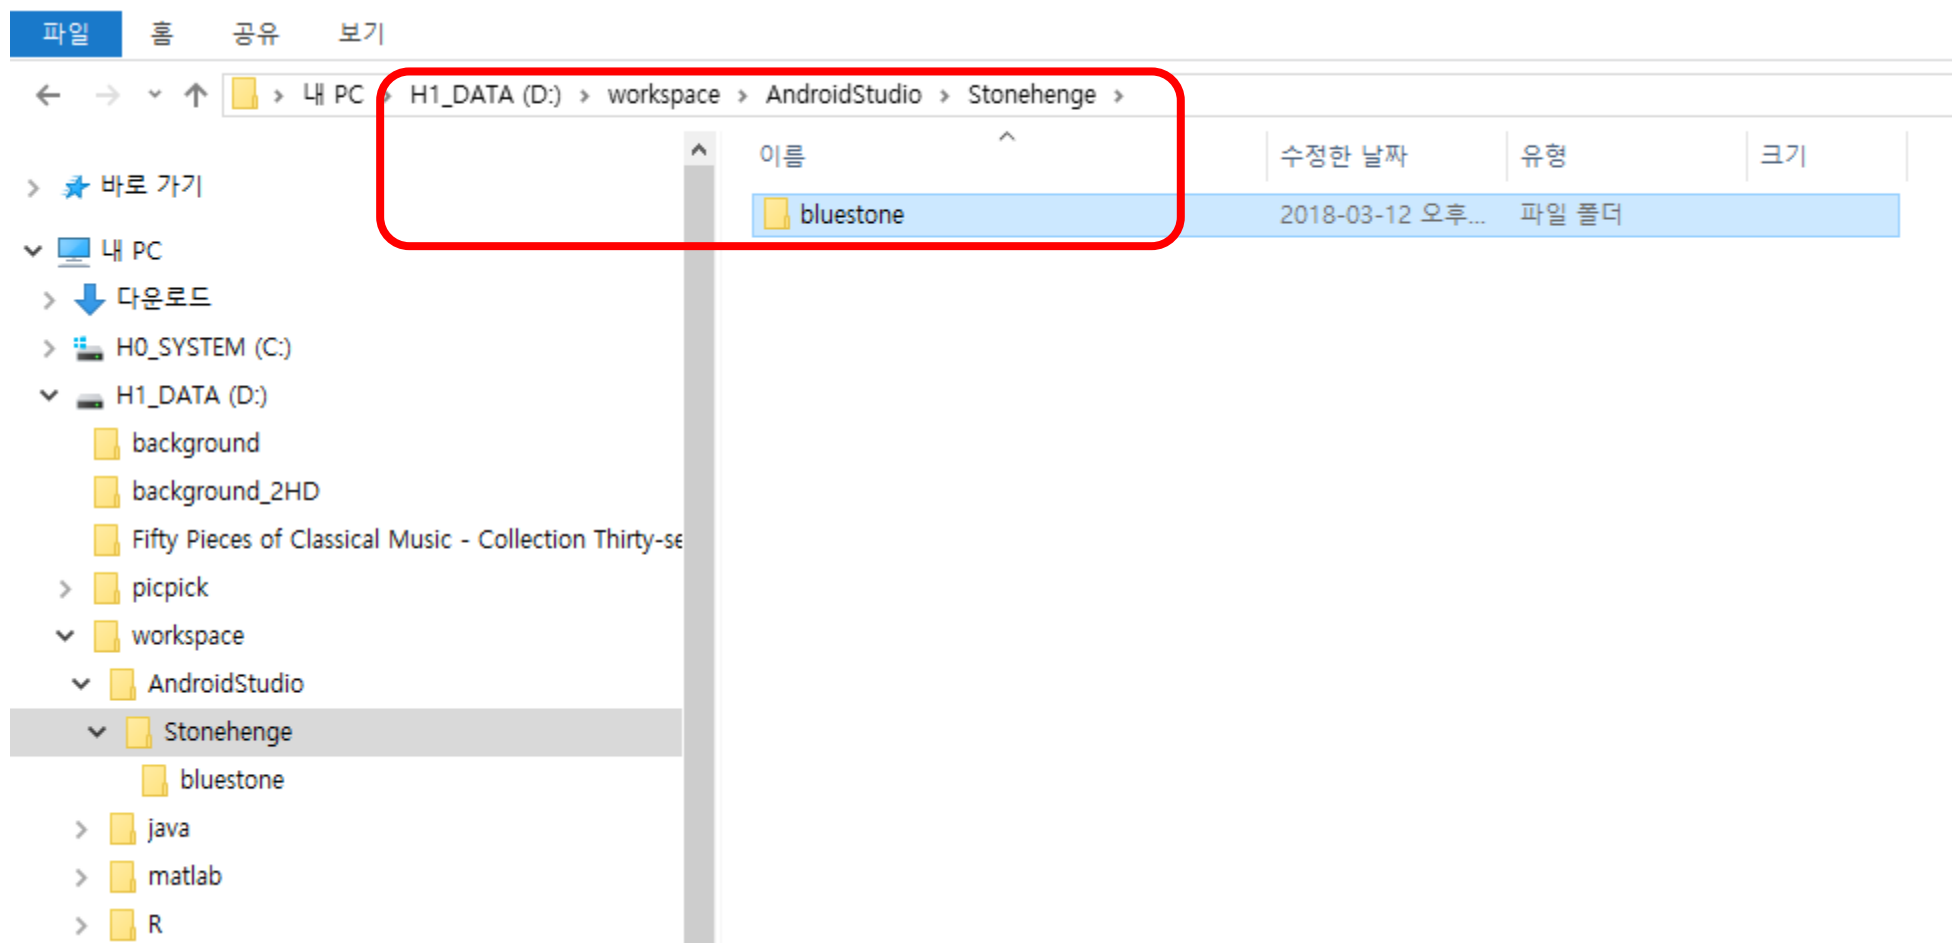 파일 홈 공유 보기
내 PC H1_DATA (D:) workspace AndroidStudio Stonehenge
이름 수정한 날짜 유형 크기
bluestone 2018-03-12 오후... 파일 폴더
바로 가기
내 PC
다운로드
H0_SYSTEM (C:)
H1_DATA (D:)
background
background_2HD
Fifty Pieces of Classical Music - Collection Thirty-se
picpick
workspace
AndroidStudio
Stonehenge
bluestone
java
matlab
R